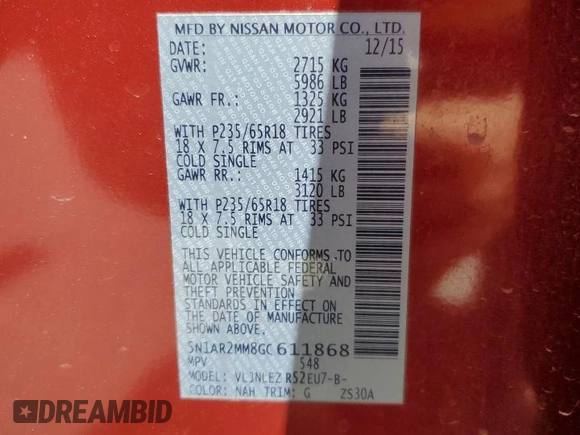 MFD BY NISSAN MOTOR CO., LTD.
DATE: 12/15
GVWR: 2715 KG
5986 LB
GAWR FR.: 1325 KG
2921 LB
WITH P235/65R18 TIRES
18 X 7.5 RIMS AT 33 PSI
COLD SINGLE
GAWR RR.: 1415 KG
3120 LB
WITH P235/65R18 TIRES
18 X 7.5 RIMS AT 33 PSI
COLD SINGLE
THIS VEHICLE CONFORMS TO
ALL APPLICABLE FEDERAL
MOTOR VEHICLE SAFETY AND
THEFT PREVENTION
STANDARDS IN EFFECT ON
THE DATE OF MANUFACTURE
SHOWN ABOVE.
5N1AR2MM8GC611868
MPV 548
MODEL: VLJNLEZ R52EU7-B-
COLOR: NAH TRIM: G ZS30A
BIDHISTORY